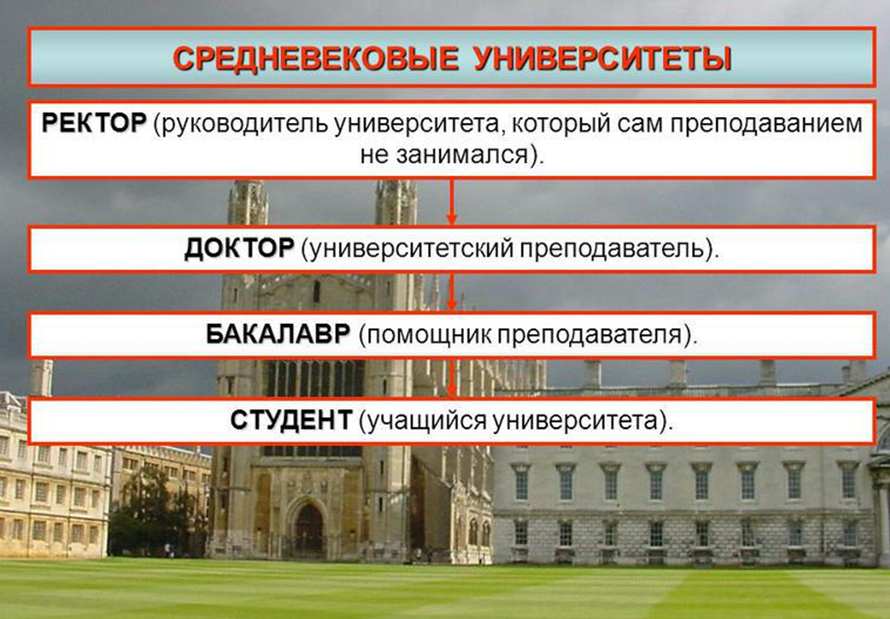 СРЕДНЕВЕКОВЫЕ УНИВЕРСИТЕТЫ
РЕКТОР (руководитель университета, который сам преподаванием
не занимался).
ДОКТОР (университетский преподаватель).
БАКАЛАВР (помощник преподавателя).
СТУДЕНТ (учащийся университета).